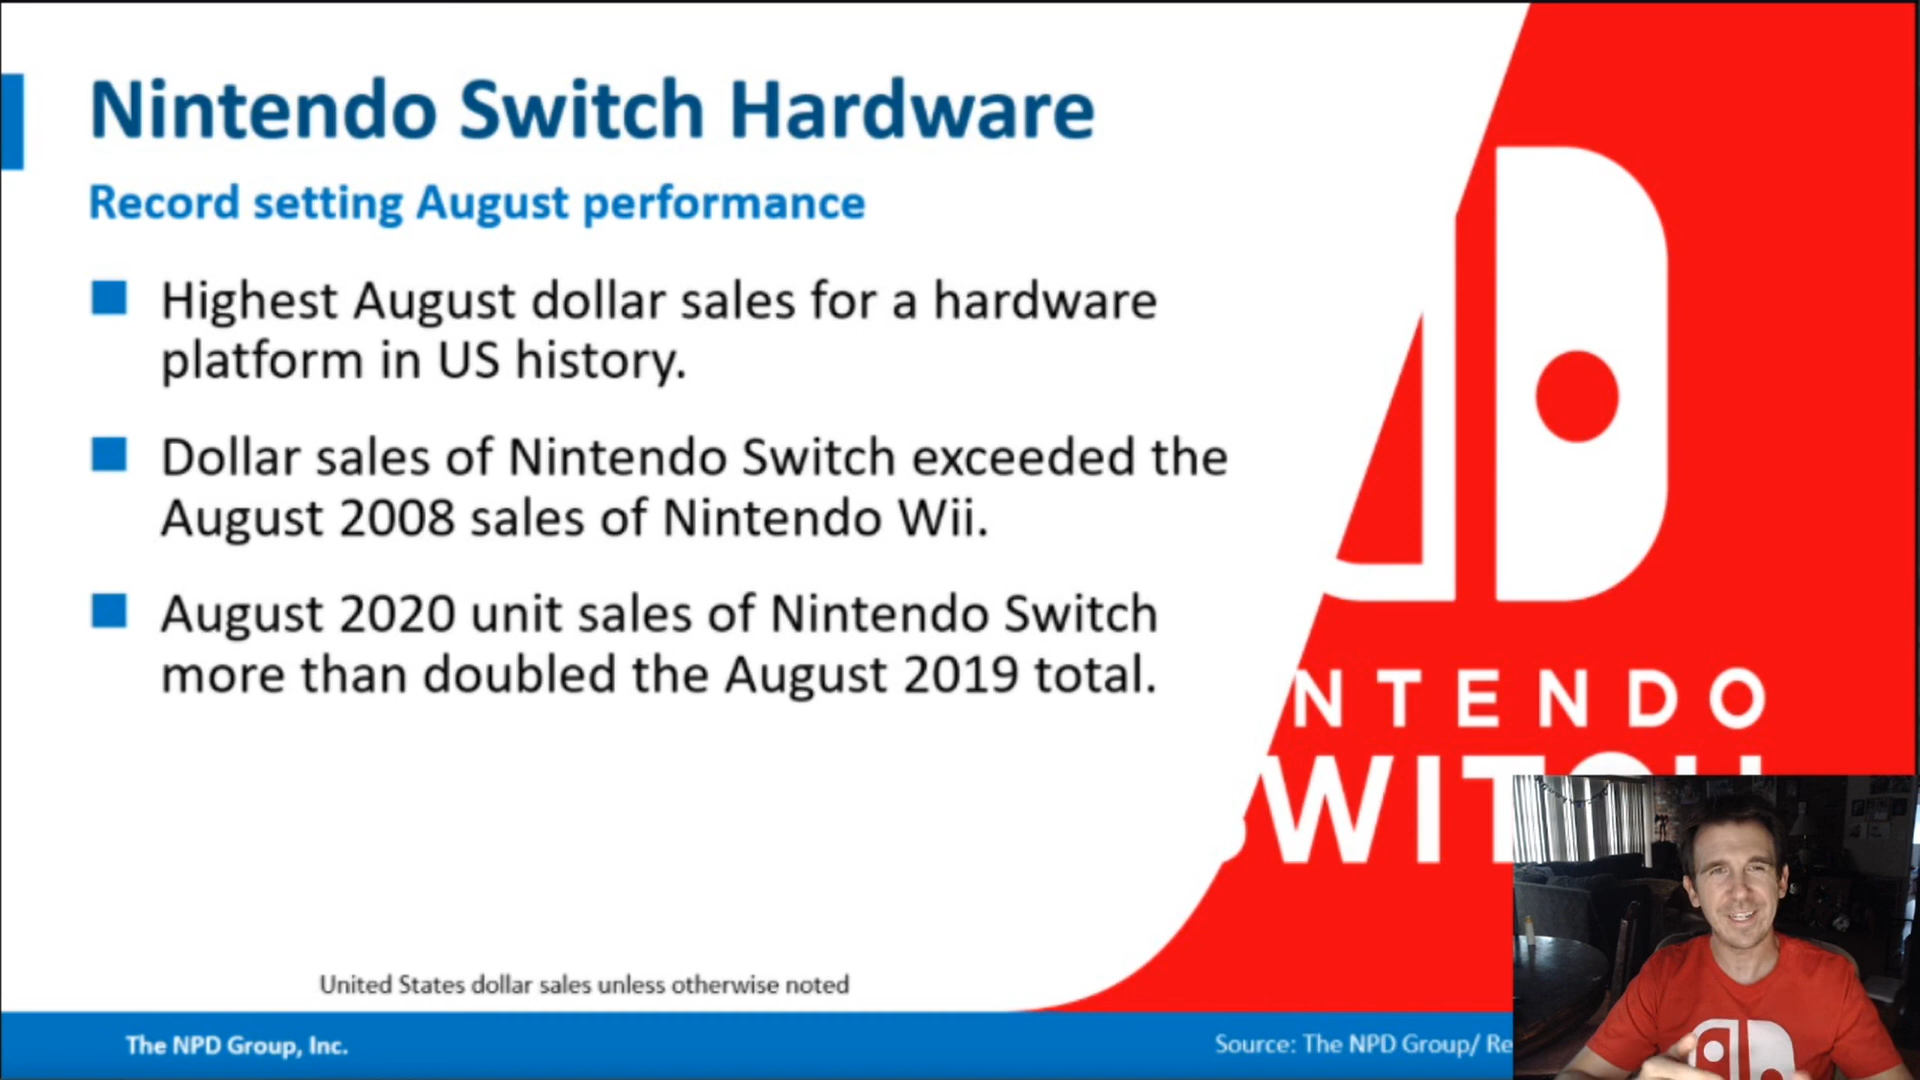 Nintendo Switch Hardware
Record setting August performance
Highest August dollar sales for a hardware
platform in US history.
Dollar sales of Nintendo Switch exceeded the
August 2008 sales of Nintendo Wii.
August 2020 unit sales of Nintendo Switch
more than doubled the August 2019 total.
NTENDO
SWITCH
United States dollar sales unless otherwise noted
The NPD Group, Inc.
Source: The NPD Group/ Re